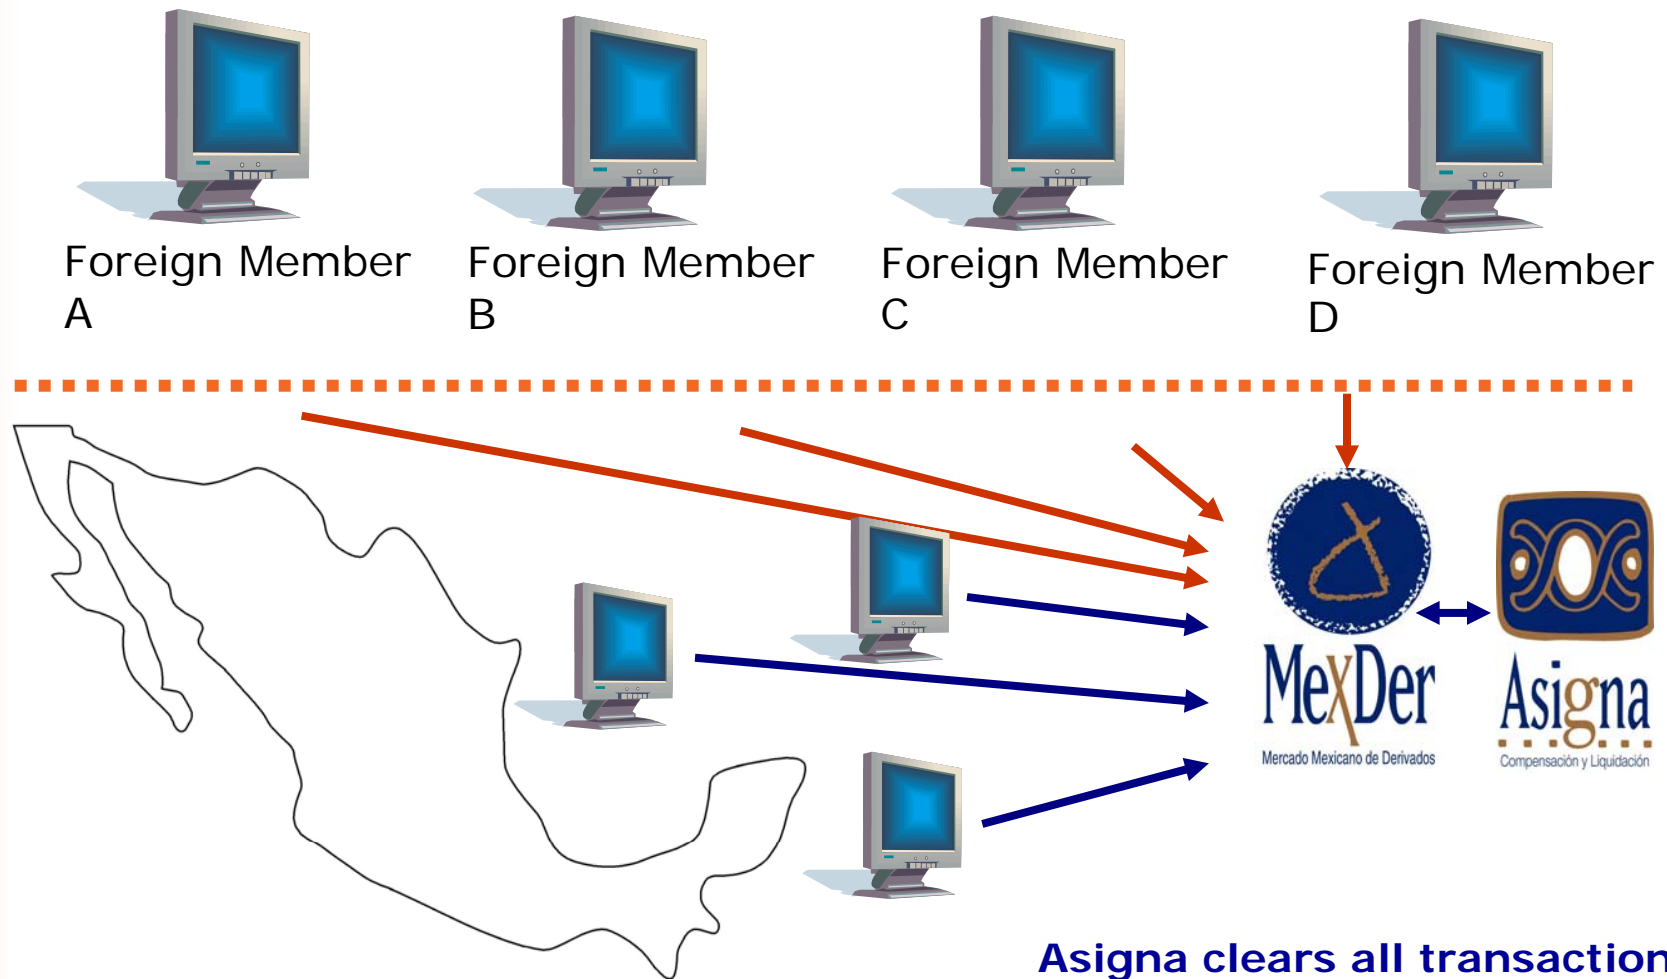 Foreign Member
A
Foreign Member
B
Foreign Member
C
Foreign Member
D
MexDer
Mercado Mexicano de Derivados
Asigna
Compensación y Liquidación
Asigna clears all transaction